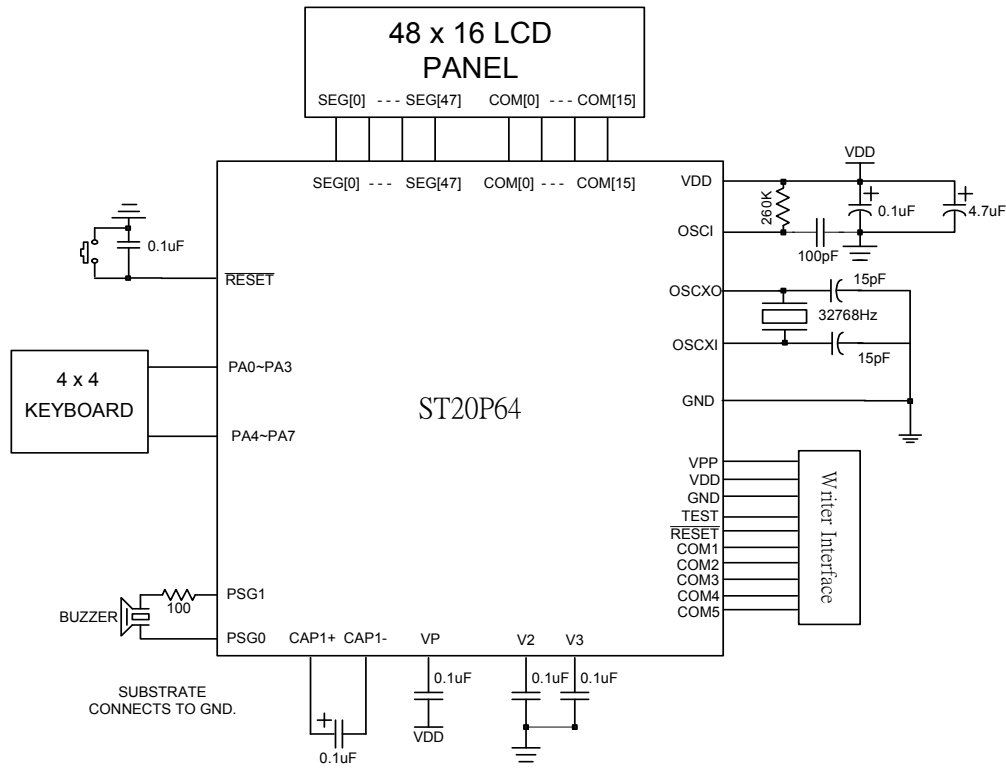 48 x 16 LCD
PANEL
SEG[0] - - - SEG[47] COM[0] - - - COM[15]
SEG[0] - - - SEG[47] COM[0] - - - COM[15]
VDD
VDD
260K
+
0.1uF
+
4.7uF
OSCI
100pF
0.1uF
RESET
OSCXO
15pF
32768Hz
OSCXI
15pF
4 x 4
KEYBOARD
PA0~PA3
PA4~PA7
ST20P64
GND
VPP
VDD
GND
TEST
RESET
COM1
COM2
COM3
COM4
COM5
Writer Interface
BUZZER
100
PSG1
PSG0
CAP1+ CAP1- VP V2 V3
0.1uF
0.1uF
0.1uF
SUBSTRATE
CONNECTS TO GND.
+
0.1uF
VDD